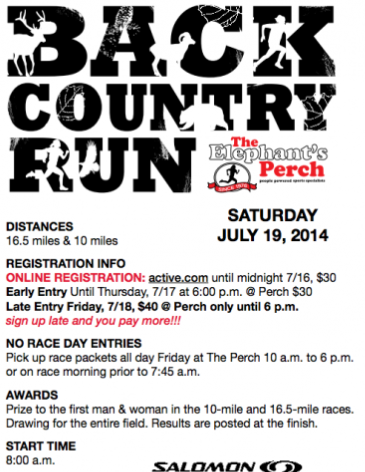 BACK
COUNTRY
RUN
The
Elephant's
Perch
people powered sports specialists
SINCE 1976
SATURDAY
JULY 19, 2014
DISTANCES
16.5 miles & 10 miles
REGISTRATION INFO
ONLINE REGISTRATION: active.com until midnight 7/16, $30
Early Entry Until Thursday, 7/17 at 6:00 p.m. @ Perch $30
Late Entry Friday, 7/18, $40 @ Perch only until 6 p.m.
sign up late and you pay more!!!
NO RACE DAY ENTRIES
Pick up race packets all day Friday at The Perch 10 a.m. to 6 p.m.
or on race morning prior to 7:45 a.m.
AWARDS
Prize to the first man & woman in the 10-mile and 16.5-mile races.
Drawing for the entire field. Results are posted at the finish.
START TIME
8:00 a.m.
SALOMON